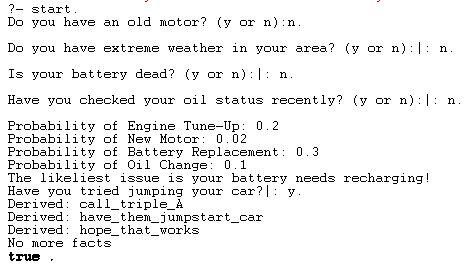 ?- start.
Do you have an old motor? (y or n):n.
Do you have extreme weather in your area? (y or n):|: n.
Is your battery dead? (y or n):|: n.
Have you checked your oil status recently? (y or n):|: n.
Probability of Engine Tune-Up: 0.2
Probability of New Motor: 0.02
Probability of Battery Replacement: 0.3
Probability of Oil Change: 0.1
The likeliest issue is your battery needs recharging!
Have you tried jumping your car?|: y.
Derived: call_triple_A
Derived: have_them_jumpstart_car
Derived: hope_that_works
No more facts
true .